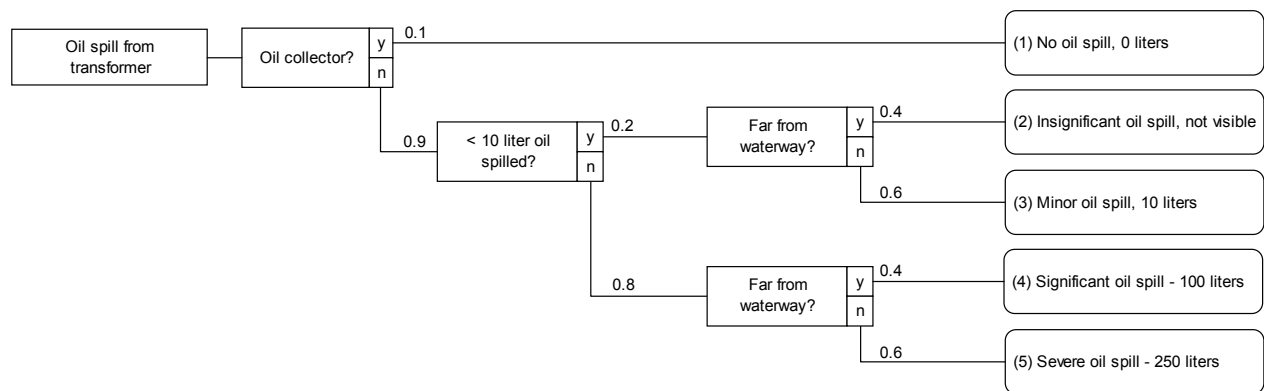 Oil spill from
transformer
Oil collector?
y
n
0.1
(1) No oil spill, 0 liters
0.9
< 10 liter oil
spilled?
y
n
0.2
Far from
waterway?
y
n
0.4
(2) Insignificant oil spill, not visible
0.6
(3) Minor oil spill, 10 liters
0.8
Far from
waterway?
y
n
0.4
(4) Significant oil spill - 100 liters
0.6
(5) Severe oil spill - 250 liters